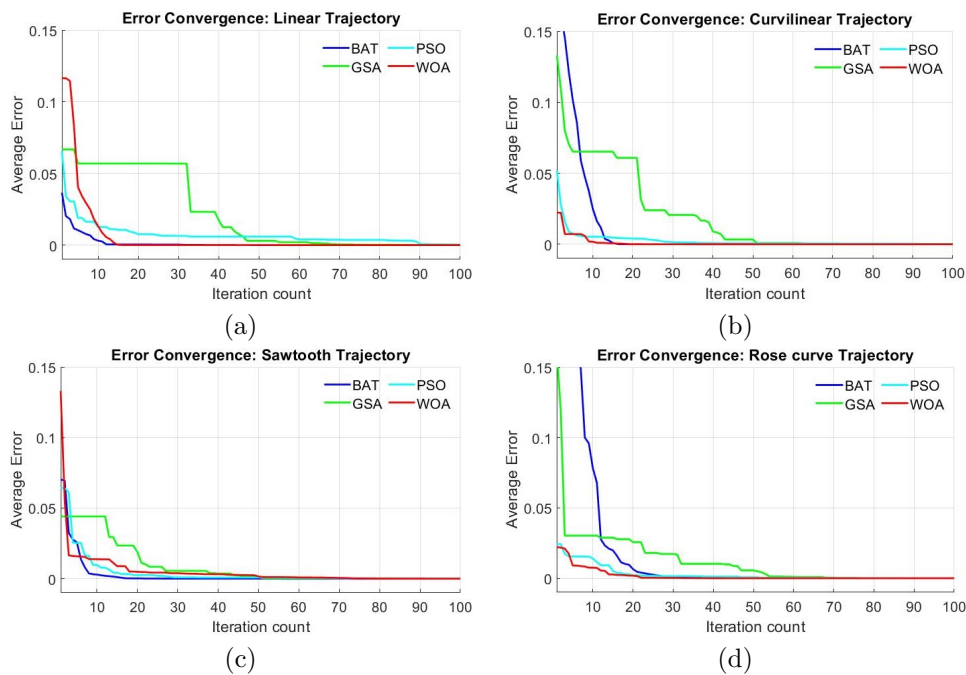 Error Convergence: Linear Trajectory
0.15
0.1
0.05
0
Average Error
BAT PSO
GSA WOA
10 20 30 40 50 60 70 80 90 100
Iteration count
(a)
Error Convergence: Curvilinear Trajectory
0.15
0.1
0.05
0
Average Error
BAT PSO
GSA WOA
10 20 30 40 50 60 70 80 90 100
Iteration count
(b)
Error Convergence: Sawtooth Trajectory
0.15
0.1
0.05
0
Average Error
BAT PSO
GSA WOA
10 20 30 40 50 60 70 80 90 100
Iteration count
(c)
Error Convergence: Rose curve Trajectory
0.15
0.1
0.05
0
Average Error
BAT PSO
GSA WOA
10 20 30 40 50 60 70 80 90 100
Iteration count
(d)